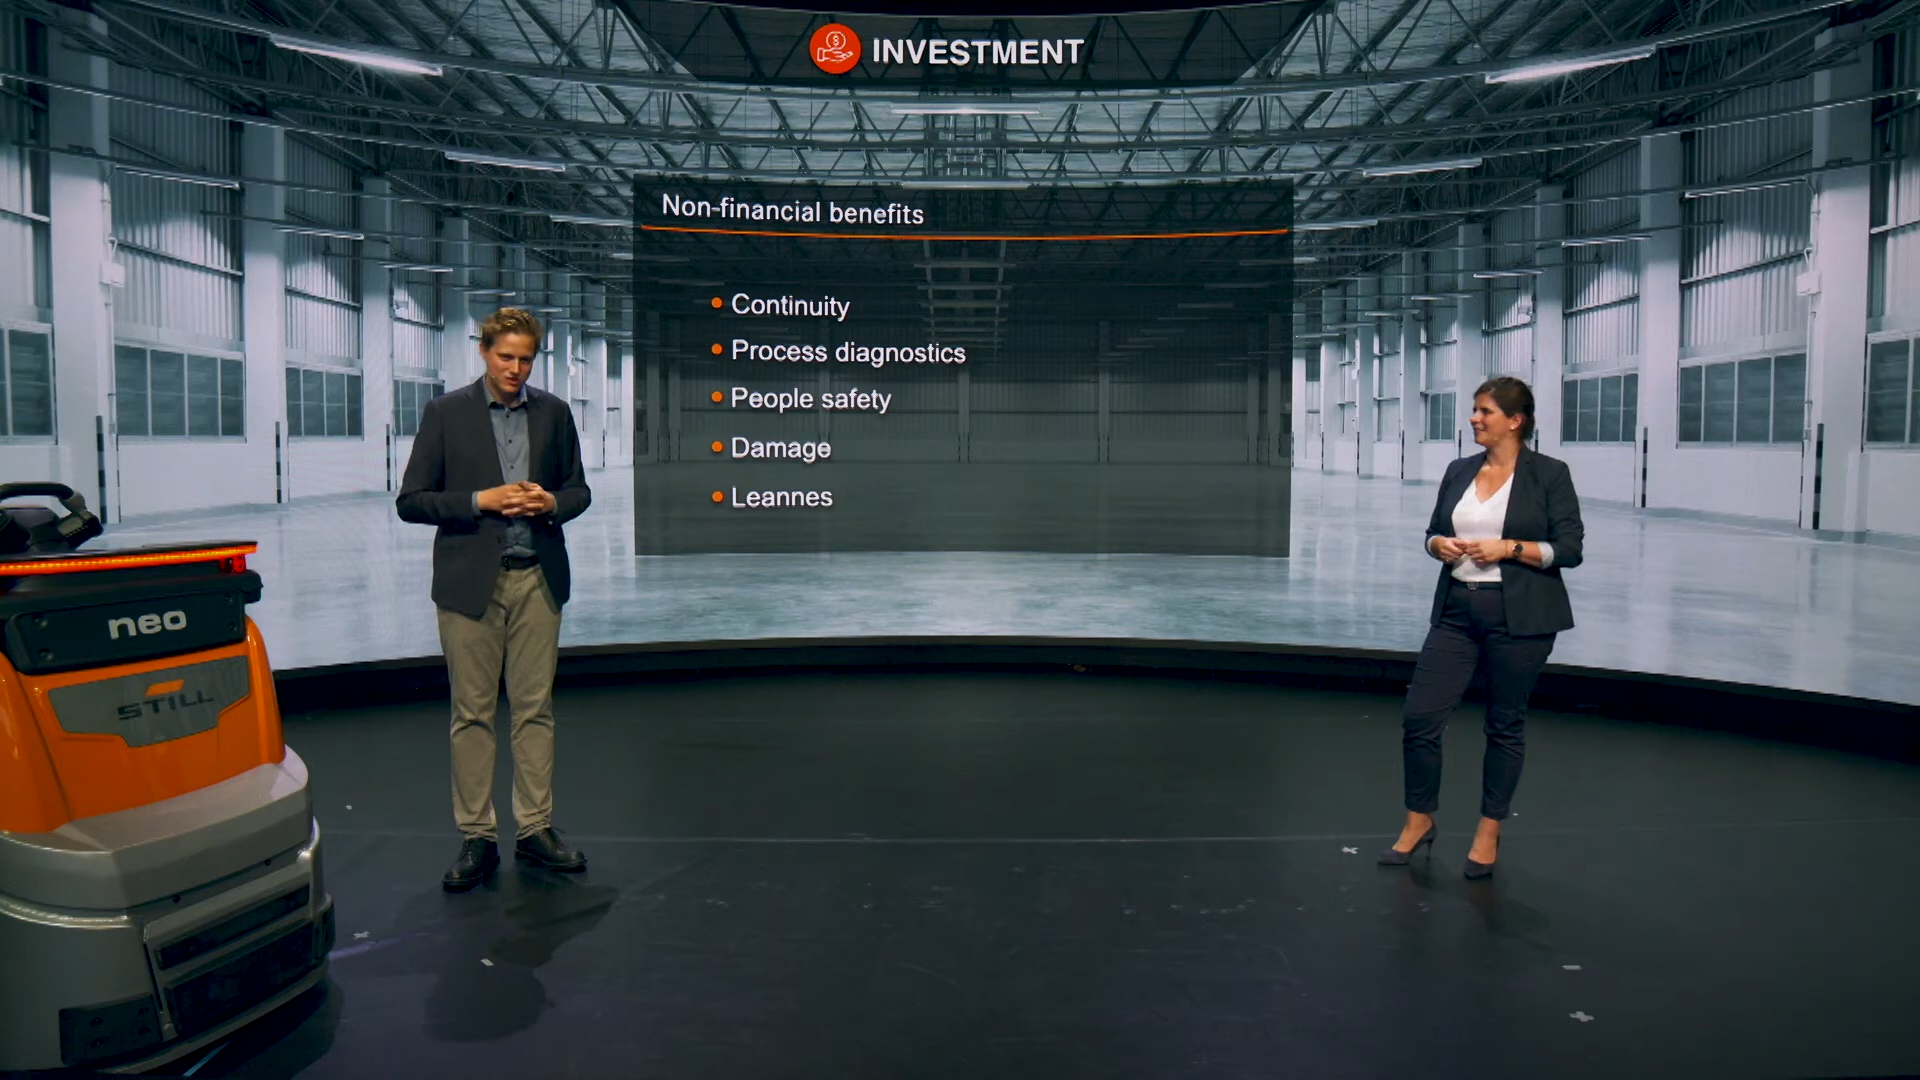 INVESTMENT
Non-financial benefits
Continuity
Process diagnostics
People safety
Damage
Leannes
neo
STILL